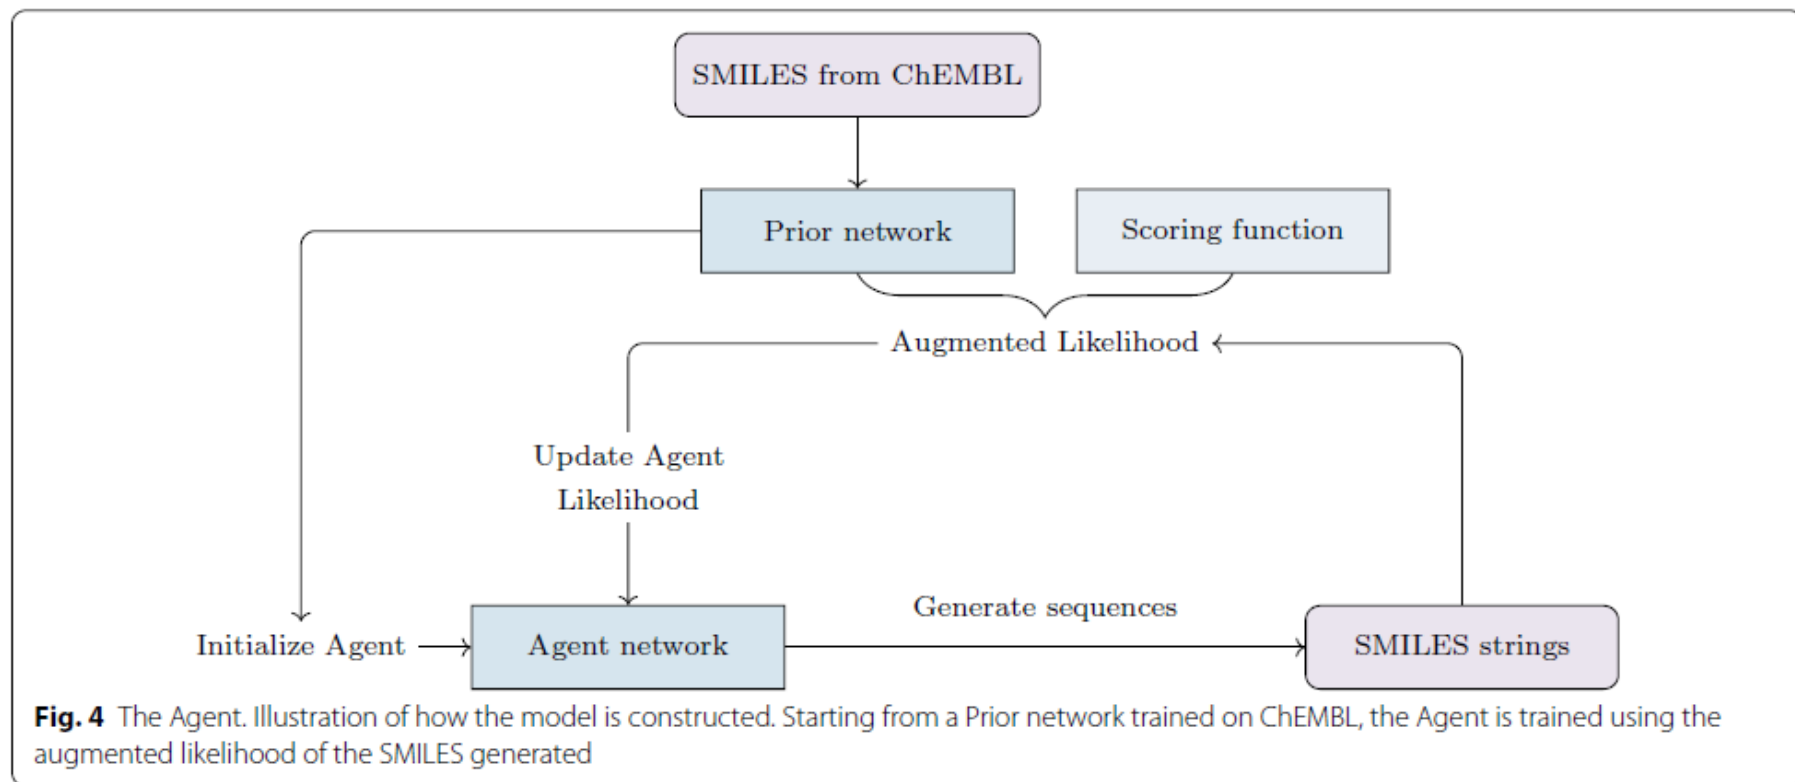 SMILES from ChEMBL
Prior network
Scoring function
Augmented Likelihood
Update Agent
Likelihood
Generate sequences
Initialize Agent
Agent network
SMILES strings
Fig. 4 The Agent. Illustration of how the model is constructed. Starting from a Prior network trained on ChEMBL, the Agent is trained using the
augmented likelihood of the SMILES generated